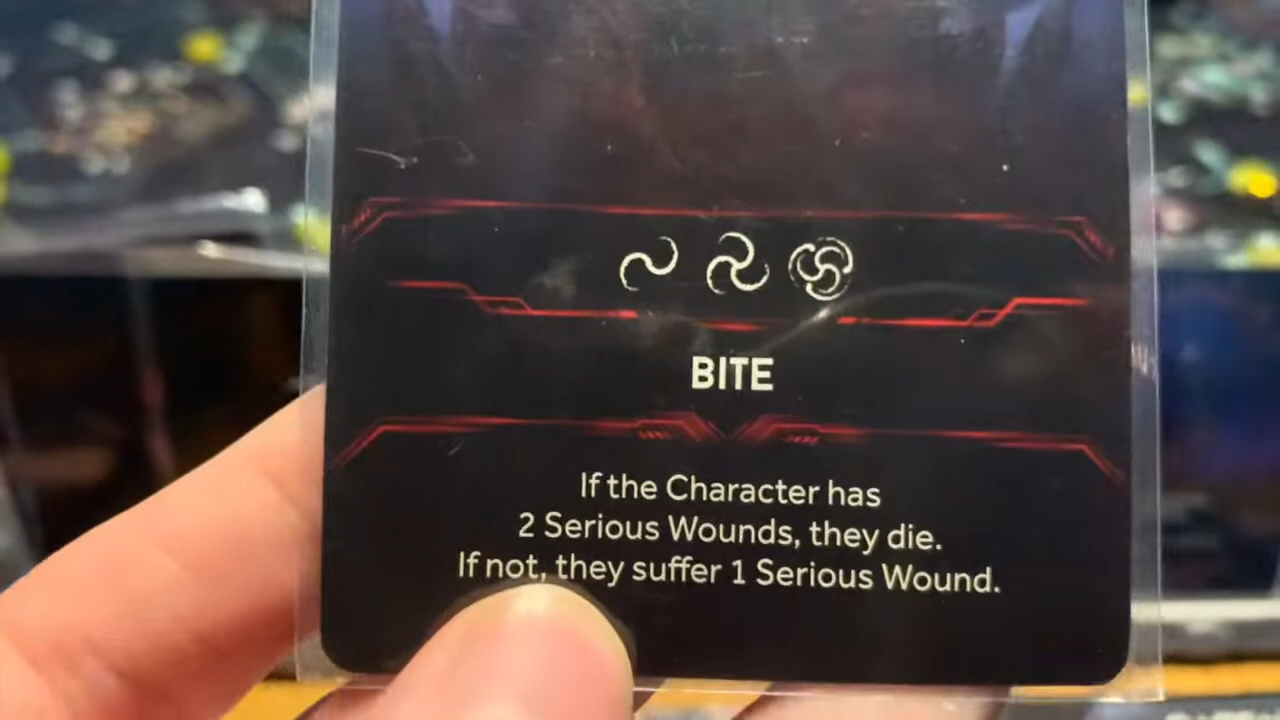 BITE
If the Character has
2 Serious Wounds, they die.
If not, they suffer 1 Serious Wound.